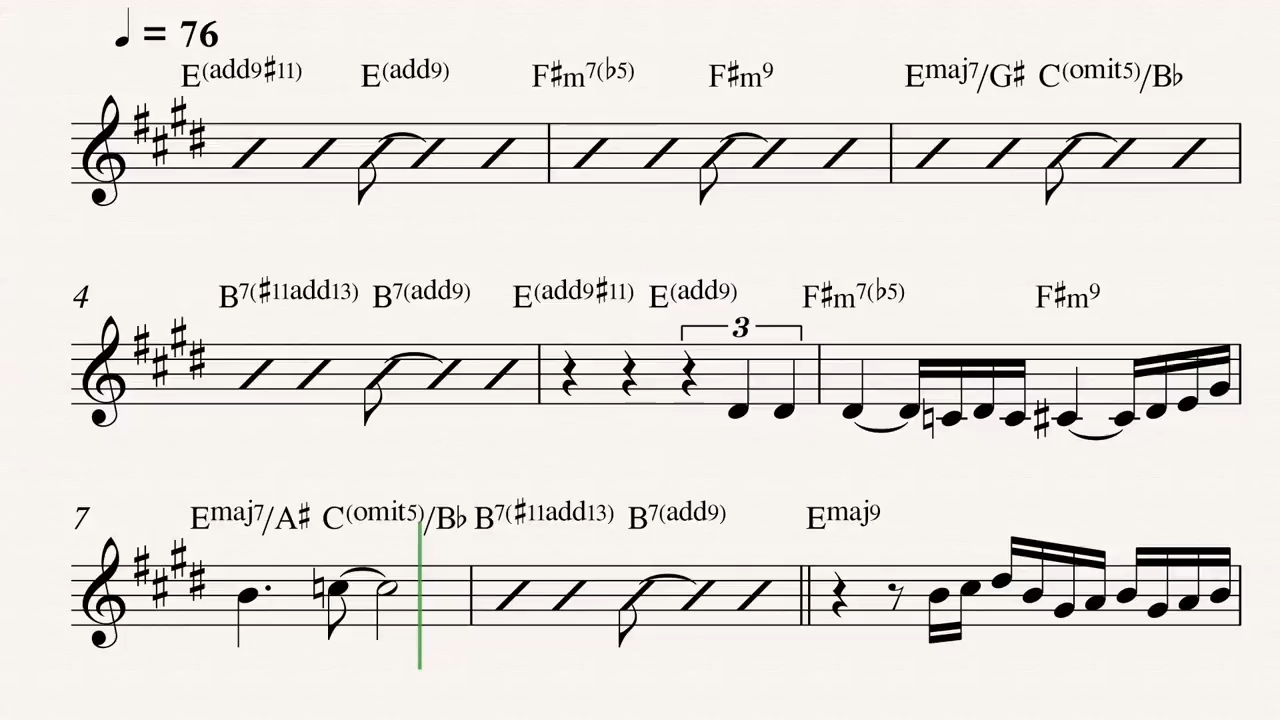 ♩ = 76
E(add9♯11) E(add9) F♯m7(♭5) F♯m9 Emaj7/G♯ C(omit5)/B♭
4 B7(♯11add13) B7(add9) E(add9♯11) E(add9) F♯m7(♭5) F♯m9
3
7 Emaj7/A♯ C(omit5)/B♭ B7(♯11add13) B7(add9) Emaj9